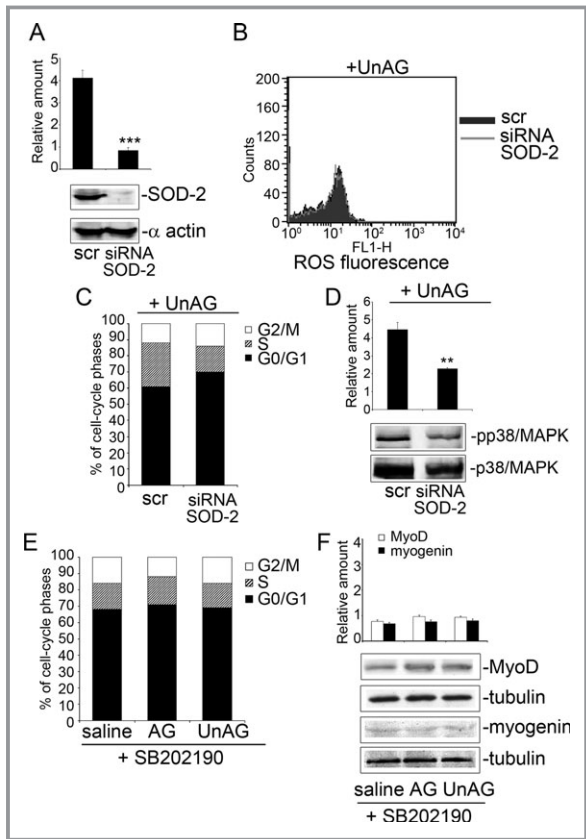 A
Relative amount
5
4
3
2
1
0
***
-SOD-2
-α actin
scr siRNA
SOD-2
B
+UnAG
Counts
200
160
120
80
40
0
10⁰ 10¹ 10² 10³ 10⁴
FL1-H
ROS fluorescence
scr
siRNA
SOD-2
C
+ UnAG
% of cell-cycle phases
100
90
80
70
60
50
40
30
20
10
0
G2/M
S
G0/G1
scr siRNA
SOD-2
D
+ UnAG
Relative amount
6
5
4
3
2
1
0
**
-pp38/MAPK
-p38/MAPK
scr siRNA
SOD-2
E
% of cell-cycle phases
100
90
80
70
60
50
40
30
20
10
0
G2/M
S
G0/G1
saline AG UnAG
+ SB202190
F
MyoD
myogenin
Relative amount
4
3
2
1
0
-MyoD
-tubulin
-myogenin
-tubulin
saline AG UnAG
+ SB202190